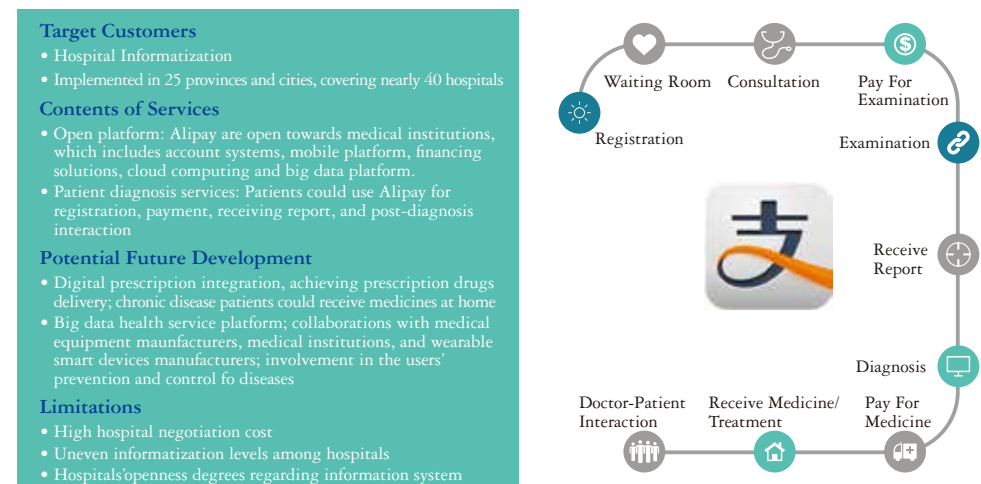 Target Customers
• Hospital Informatization
• Implemented in 25 provinces and cities, covering nearly 40 hospitals
Contents of Services
• Open platform: Alipay are open towards medical institutions,
which includes account systems, mobile platform, financing
solutions, cloud computing and big data platform.
• Patient diagnosis services: Patients could use Alipay for
registration, payment, receiving report, and post-diagnosis
interaction
Potential Future Development
• Digital prescription integration, achieving prescription drugs
delivery; chronic disease patients could receive medicines at home
• Big data health service platform; collaborations with medical
equipment maunfacturers, medical institutions, and wearable
smart devices manufacturers; involvement in the users'
prevention and control fo diseases
Limitations
• High hospital negotiation cost
• Uneven informatization levels among hospitals
• Hospitals'openness degrees regarding information system
Registration
Waiting Room
Consultation
Pay For
Examination
$
Examination
支
Receive
Report
Diagnosis
Pay For
Medicine
Receive Medicine/
Treatment
Doctor-Patient
Interaction